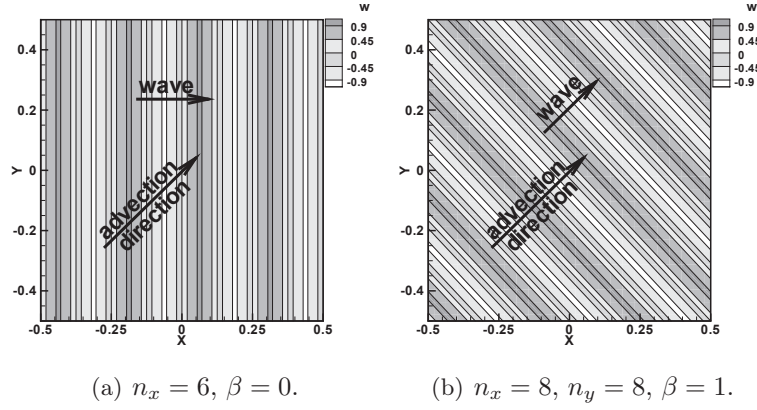 w
0.9
0.45
0
-0.45
-0.9
wave
advection
direction
Y
0.4
0.2
0
-0.2
-0.4
-0.5
-0.25
0
0.25
0.5
X
(a) nₓ = 6, β = 0.
w
0.9
0.45
0
-0.45
-0.9
wave
advection
direction
Y
0.4
0.2
0
-0.2
-0.4
-0.5
-0.25
0
0.25
0.5
X
(b) nₓ = 8, n_y = 8, β = 1.